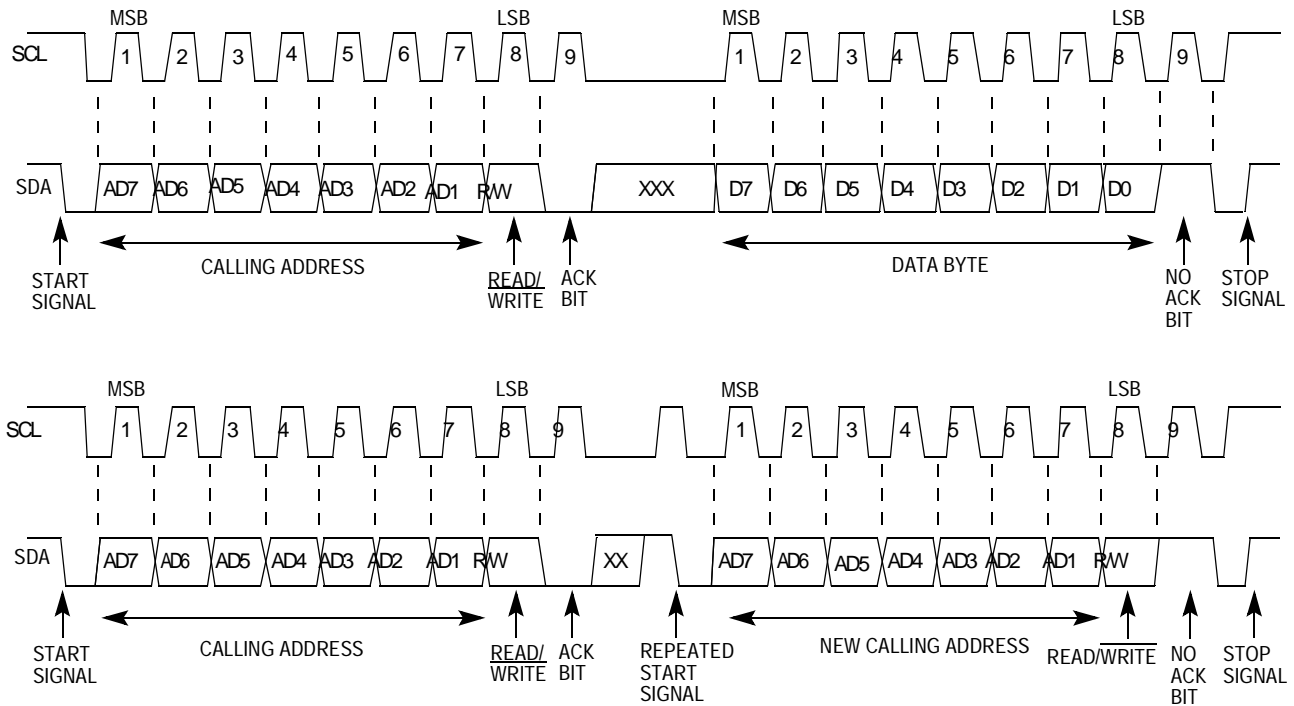 MSB LSB MSB LSB
SCL 1 2 3 4 5 6 7 8 9 1 2 3 4 5 6 7 8 9
SDA AD7 AD6 AD5 AD4 AD3 AD2 AD1 R/W XXX D7 D6 D5 D4 D3 D2 D1 D0
START
SIGNAL
CALLING ADDRESS
READ/
WRITE
ACK
BIT
DATA BYTE
NO
ACK
BIT
STOP
SIGNAL
MSB LSB MSB LSB
SCL 1 2 3 4 5 6 7 8 9 1 2 3 4 5 6 7 8 9
SDA AD7 AD6 AD5 AD4 AD3 AD2 AD1 R/W XX AD7 AD6 AD5 AD4 AD3 AD2 AD1 R/W
START
SIGNAL
CALLING ADDRESS
READ/
WRITE
ACK
BIT
REPEATED
START
SIGNAL
NEW CALLING ADDRESS
READ/WRITE
NO
ACK
BIT
STOP
SIGNAL